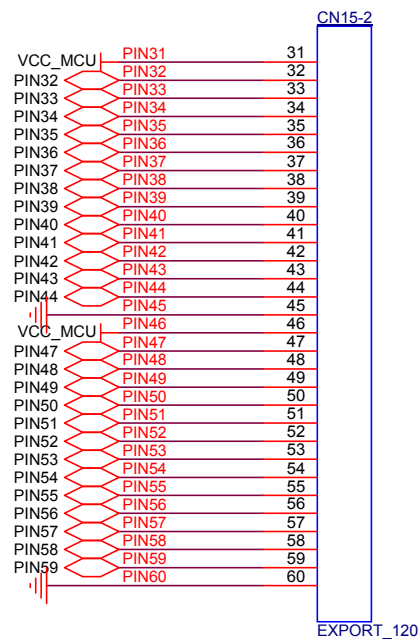 CN15-2
VCC_MCU PIN31 31
PIN32 PIN32 32
PIN33 PIN33 33
PIN34 PIN34 34
PIN35 PIN35 35
PIN36 PIN36 36
PIN37 PIN37 37
PIN38 PIN38 38
PIN39 PIN39 39
PIN40 PIN40 40
PIN41 PIN41 41
PIN42 PIN42 42
PIN43 PIN43 43
PIN44 PIN44 44
PIN45 45
VCC_MCU PIN46 46
PIN47 PIN47 47
PIN48 PIN48 48
PIN49 PIN49 49
PIN50 PIN50 50
PIN51 PIN51 51
PIN52 PIN52 52
PIN53 PIN53 53
PIN54 PIN54 54
PIN55 PIN55 55
PIN56 PIN56 56
PIN57 PIN57 57
PIN58 PIN58 58
PIN59 PIN59 59
PIN60 60
EXPORT_120